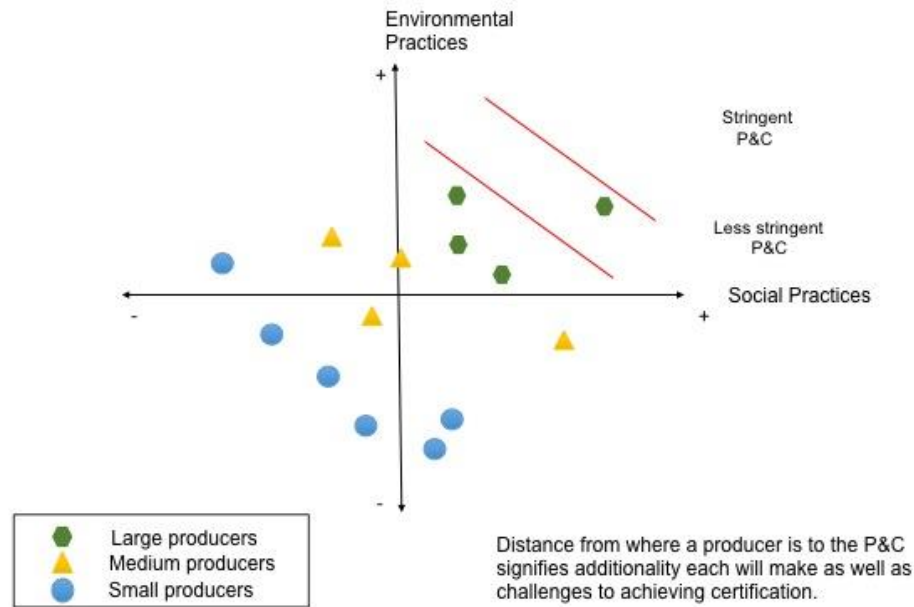 Environmental
Practices
+
Stringent
P&C
Less stringent
P&C
Social Practices
-
+
-
Large producers
Medium producers
Small producers
Distance from where a producer is to the P&C
signifies additionality each will make as well as
challenges to achieving certification.